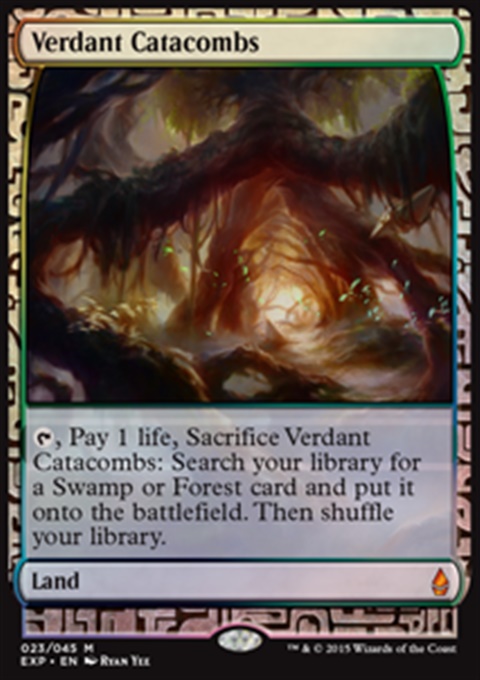 Verdant Catacombs
, Pay 1 life, Sacrifice Verdant
Catacombs: Search your library for
a Swamp or Forest card and put it
onto the battlefield. Then shuffle
your library.
Land
023/045 M
EXP • EN Ryan Yee
™ & © 2015 Wizards of the Coast